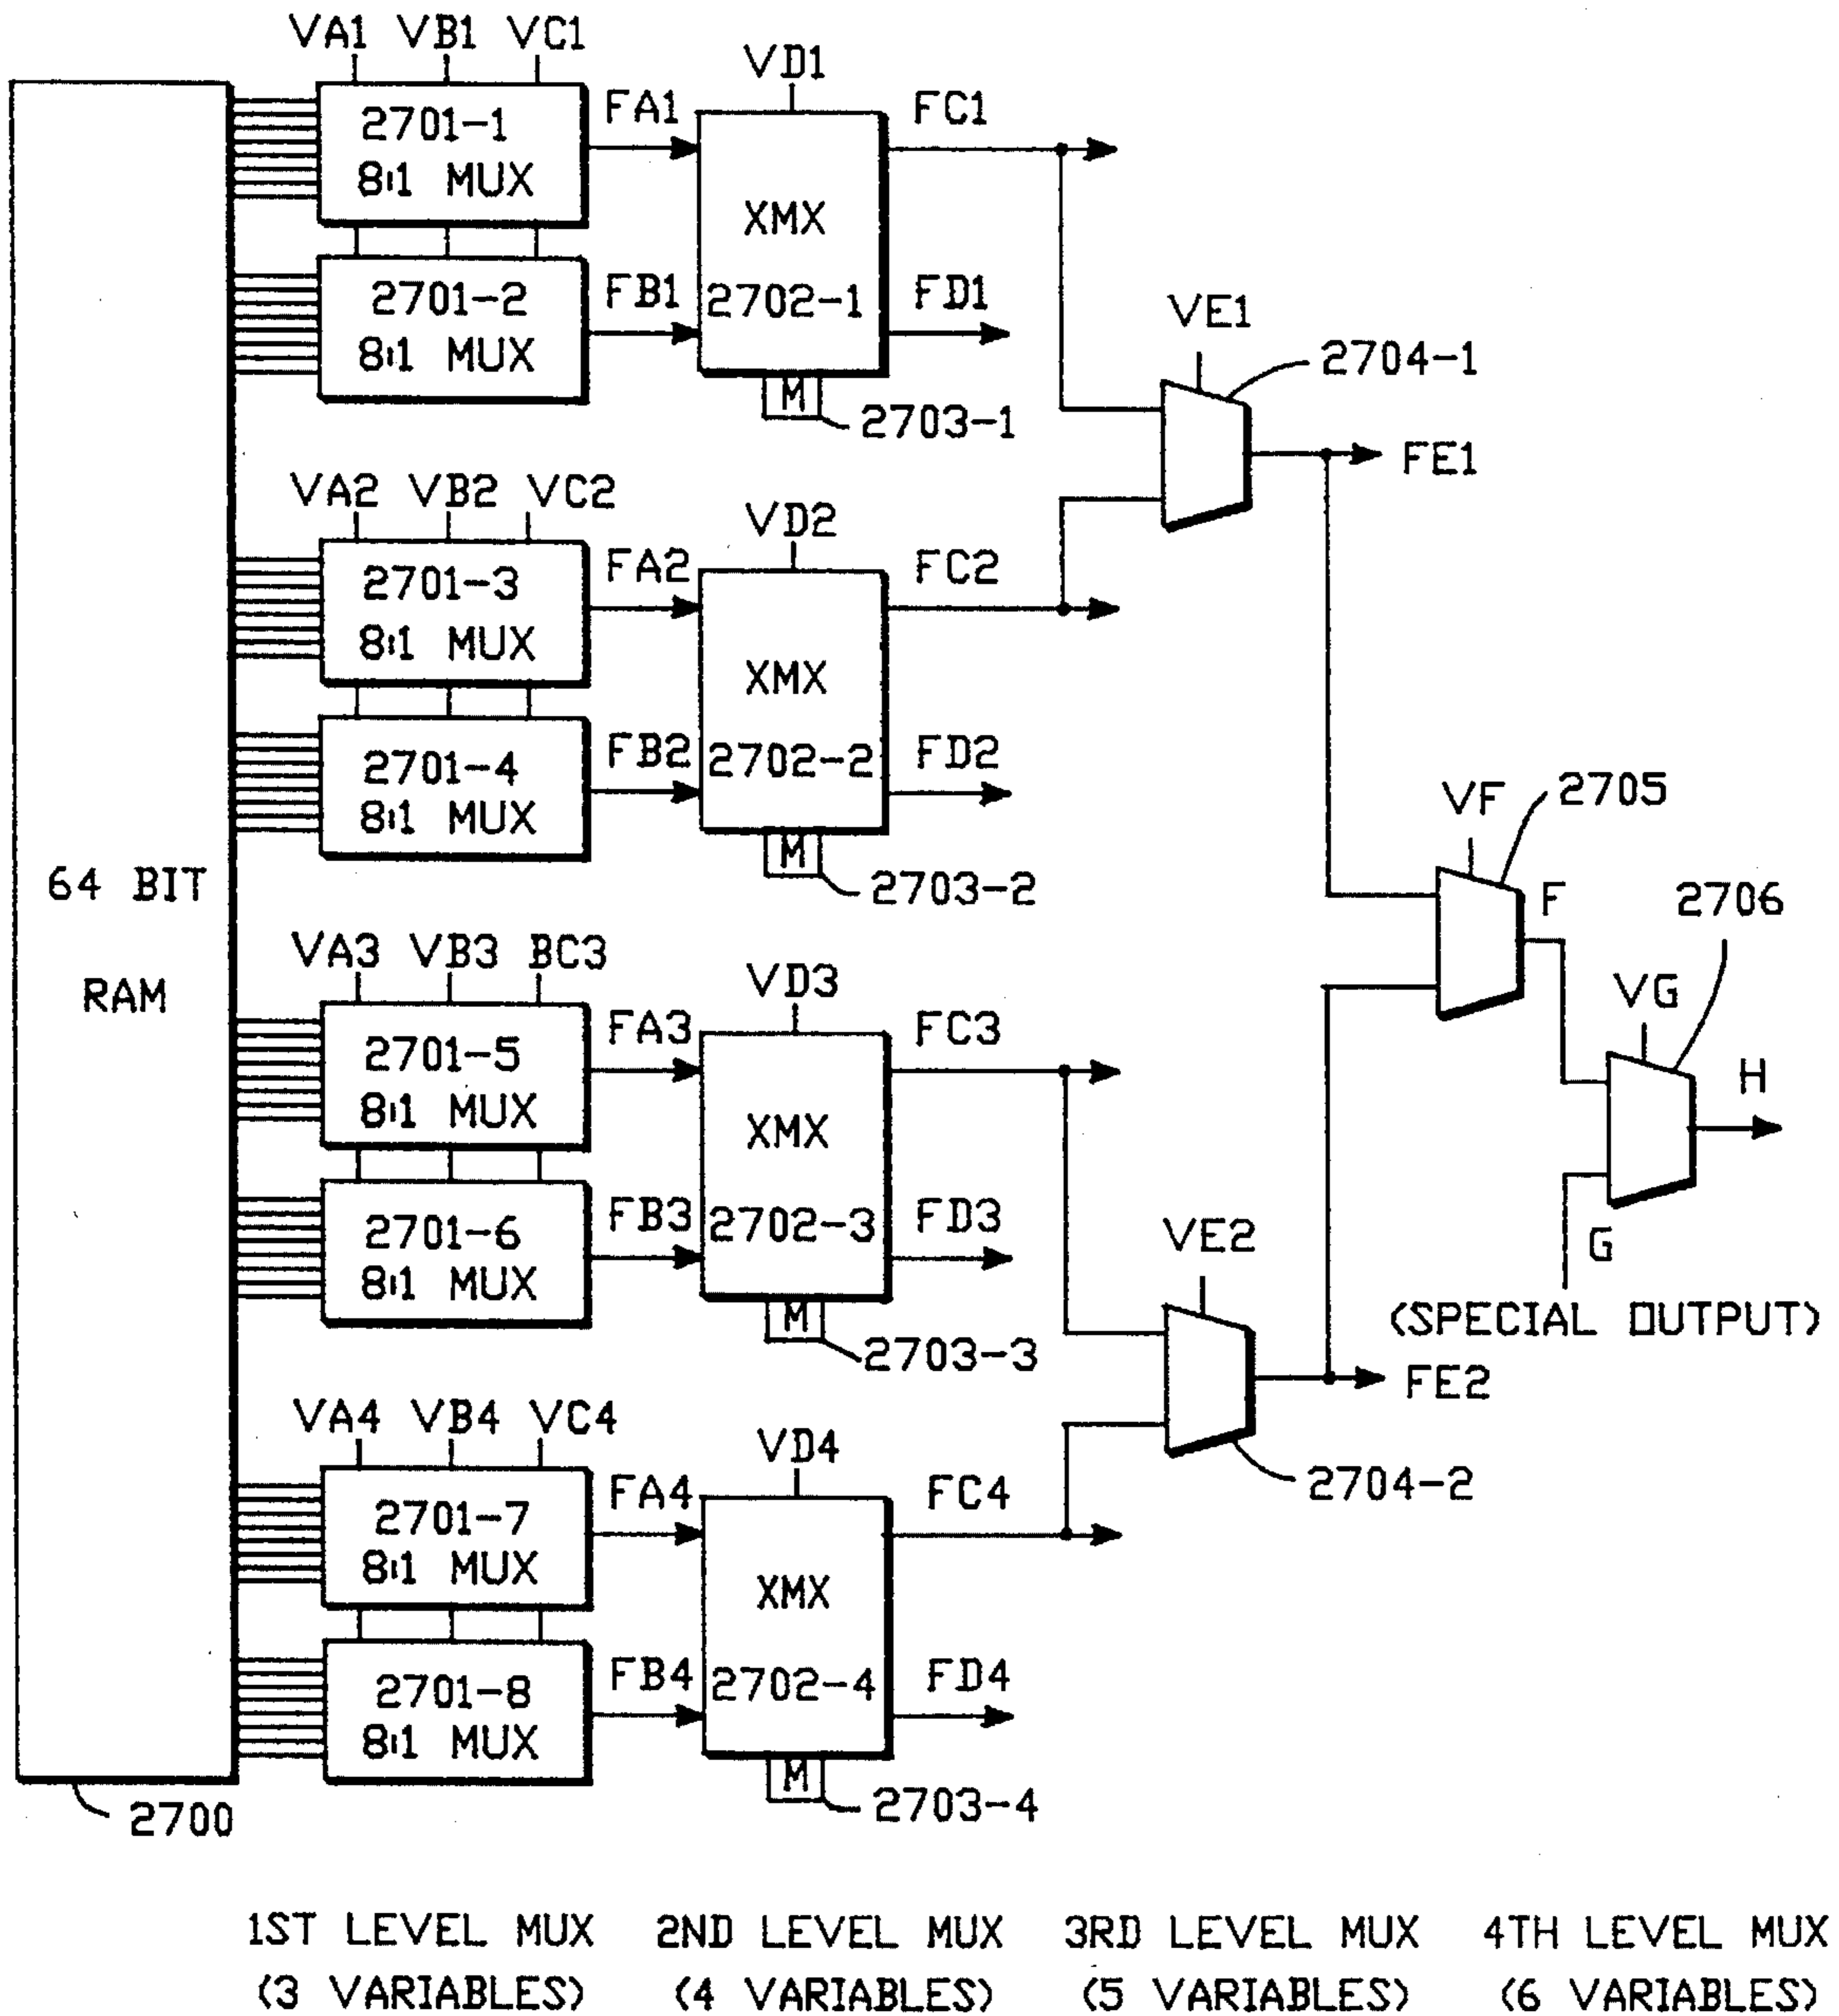 VA1 VB1 VC1
VD1
2701-1
8:1 MUX
FA1
FC1
XMX
2701-2
8:1 MUX
FB1
2702-1
FD1
M
2703-1
VE1
2704-1
FE1
VA2 VB2 VC2
VD2
2701-3
8:1 MUX
FA2
FC2
XMX
2701-4
8:1 MUX
FB2
2702-2
FD2
M
2703-2
VF
2705
F
2706
64 BIT
RAM
VA3 VB3 BC3
VD3
2701-5
8:1 MUX
FA3
FC3
XMX
VG
H
2701-6
8:1 MUX
FB3
2702-3
FD3
M
2703-3
VE2
G
(SPECIAL OUTPUT)
FE2
2704-2
VA4 VB4 VC4
VD4
2701-7
8:1 MUX
FA4
FC4
XMX
2701-8
8:1 MUX
FB4
2702-4
FD4
M
2703-4
2700
1ST LEVEL MUX 2ND LEVEL MUX 3RD LEVEL MUX 4TH LEVEL MUX
(3 VARIABLES) (4 VARIABLES) (5 VARIABLES) (6 VARIABLES)